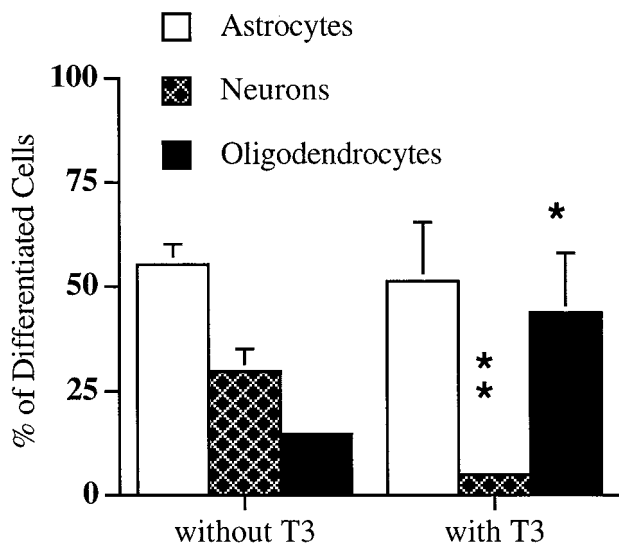 Astrocytes
Neurons
Oligodendrocytes
% of Differentiated Cells
100
75
50
25
0
*
*
*
without T3
with T3